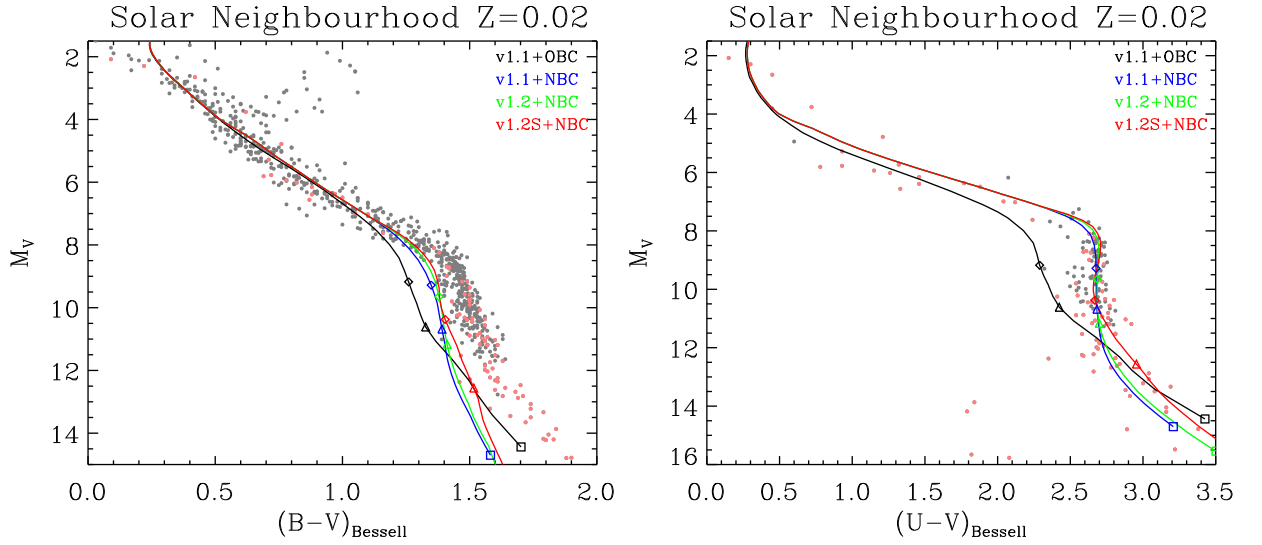 Solar Neighbourhood Z=0.02
v1.1+OBC
v1.1+NBC
v1.2+NBC
v1.2S+NBC
2
4
6
8
10
12
14
M_V
0.0 0.5 1.0 1.5 2.0
(B−V)_Bessell
Solar Neighbourhood Z=0.02
v1.1+OBC
v1.1+NBC
v1.2+NBC
v1.2S+NBC
2
4
6
8
10
12
14
16
M_V
0.0 0.5 1.0 1.5 2.0 2.5 3.0 3.5
(U−V)_Bessell